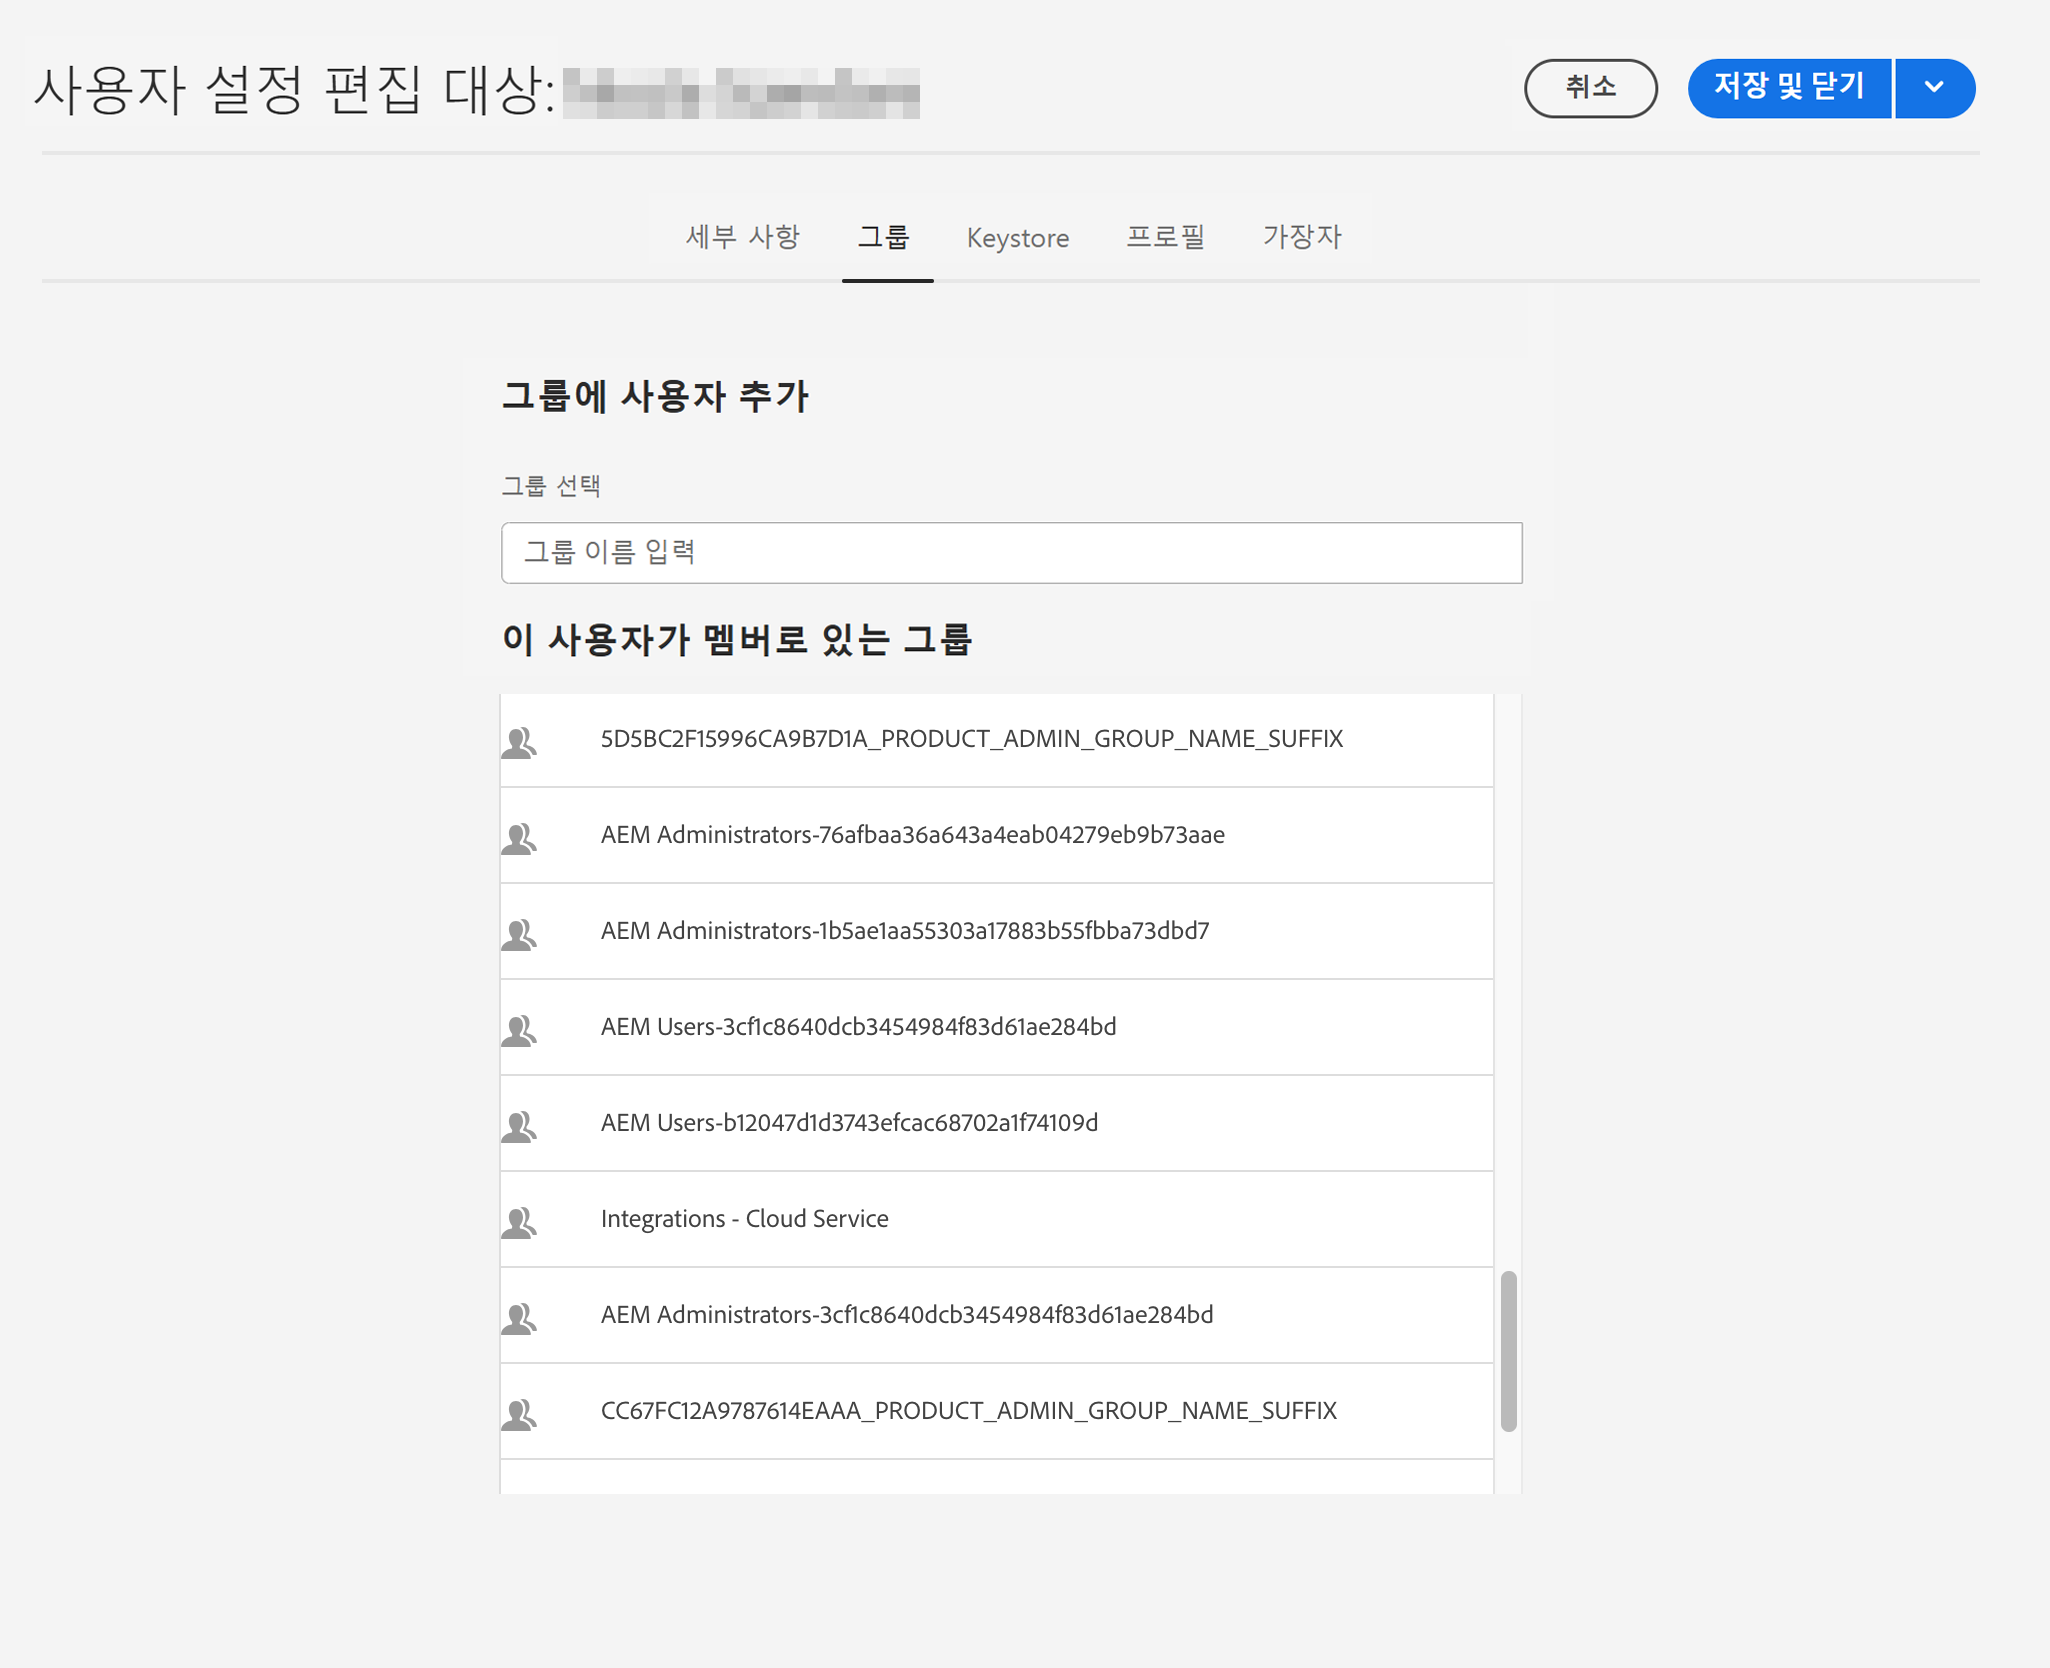 사용자 설정 편집 대상:
취소
저장 및 닫기
세부 사항
그룹
Keystore
프로필
가장자
그룹에 사용자 추가
그룹 선택
그룹 이름 입력
이 사용자가 멤버로 있는 그룹
5D5BC2F15996CA9B7D1A_PRODUCT_ADMIN_GROUP_NAME_SUFFIX
AEM Administrators-76afbaa36a643a4eab04279eb9b73aae
AEM Administrators-1b5ae1aa55303a17883b55fbba73dbd7
AEM Users-3cf1c8640dcb3454984f83d61ae284bd
AEM Users-b12047d1d3743efcac68702a1f74109d
Integrations - Cloud Service
AEM Administrators-3cf1c8640dcb3454984f83d61ae284bd
CC67FC12A9787614EAAA_PRODUCT_ADMIN_GROUP_NAME_SUFFIX